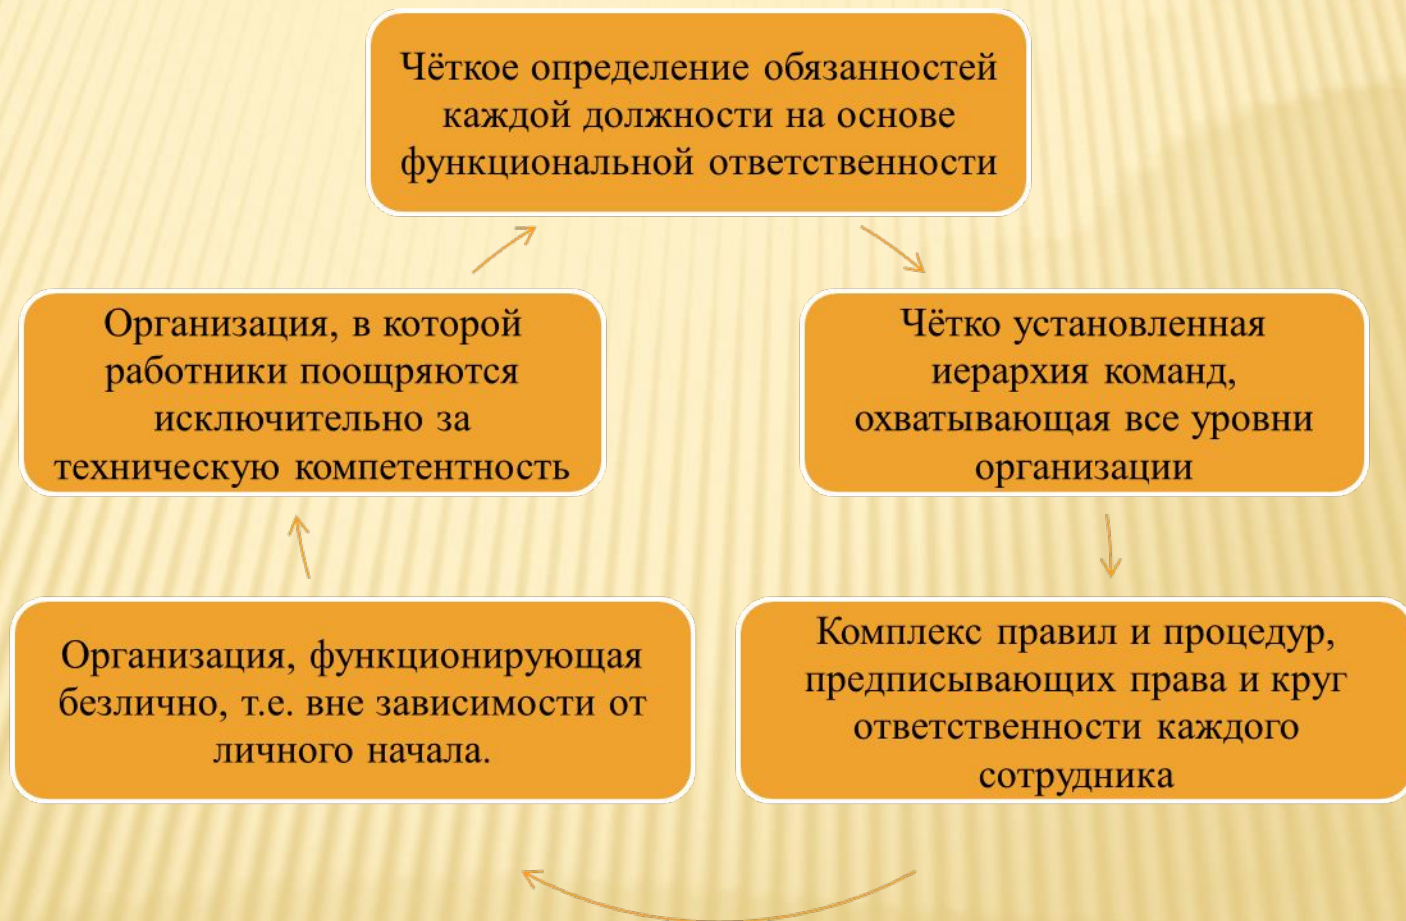 Чёткое определение обязанностей
каждой должности на основе
функциональной ответственности
Организация, в которой
работники поощряются
исключительно за
техническую компетентность
Чётко установленная
иерархия команд,
охватывающая все уровни
организации
Организация, функционирующая
безлично, т.е. вне зависимости от
личного начала.
Комплекс правил и процедур,
предписывающих права и круг
ответственности каждого
сотрудника